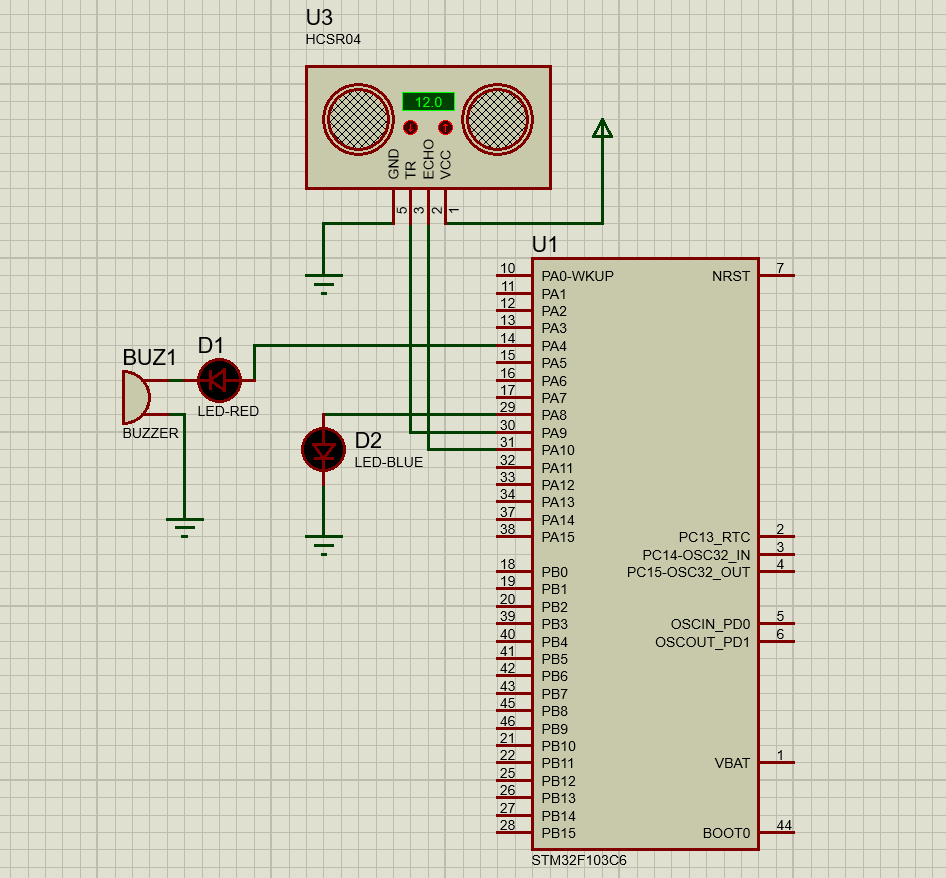 U3
HCSR04
12.0
GND
TR
ECHO
VCC
5
3
2
1
U1
10 PA0-WKUP NRST 7
11 PA1
12 PA2
13 PA3
14 PA4
15 PA5
16 PA6
17 PA7
29 PA8
30 PA9
31 PA10
32 PA11
33 PA12
34 PA13
37 PA14
38 PA15 PC13_RTC 2
PC14-OSC32_IN 3
18 PB0 PC15-OSC32_OUT 4
19 PB1
20 PB2
39 PB3 OSCIN_PD0 5
40 PB4 OSCOUT_PD1 6
41 PB5
42 PB6
43 PB7
45 PB8
46 PB9
21 PB10
22 PB11 VBAT 1
25 PB12
26 PB13
27 PB14
28 PB15 BOOT0 44
STM32F103C6
BUZ1
BUZZER
D1
LED-RED
D2
LED-BLUE